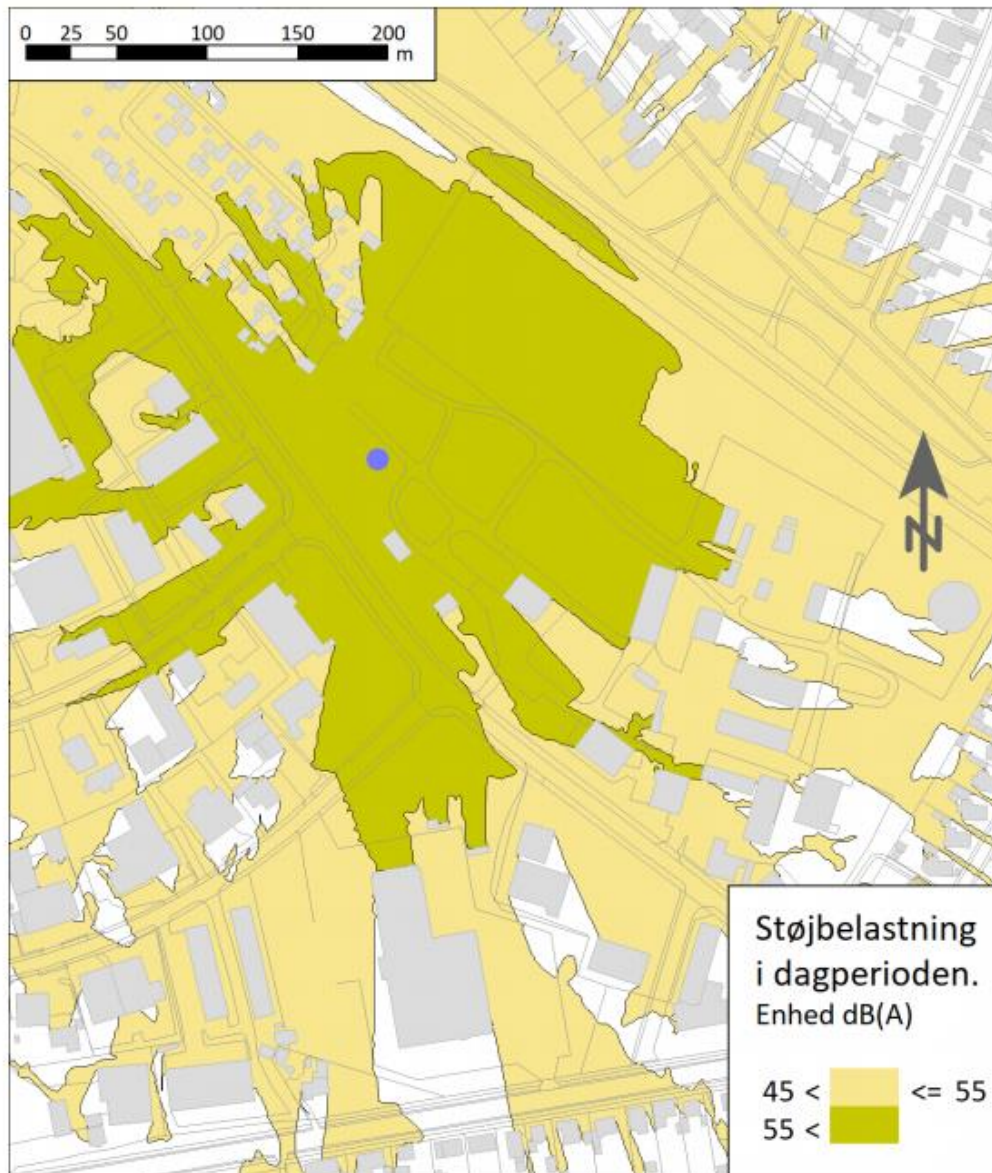 0 25 50 100 150 200
m
N
Støjbelastning
i dagperioden.
Enhed dB(A)
45 < <= 55
55 <